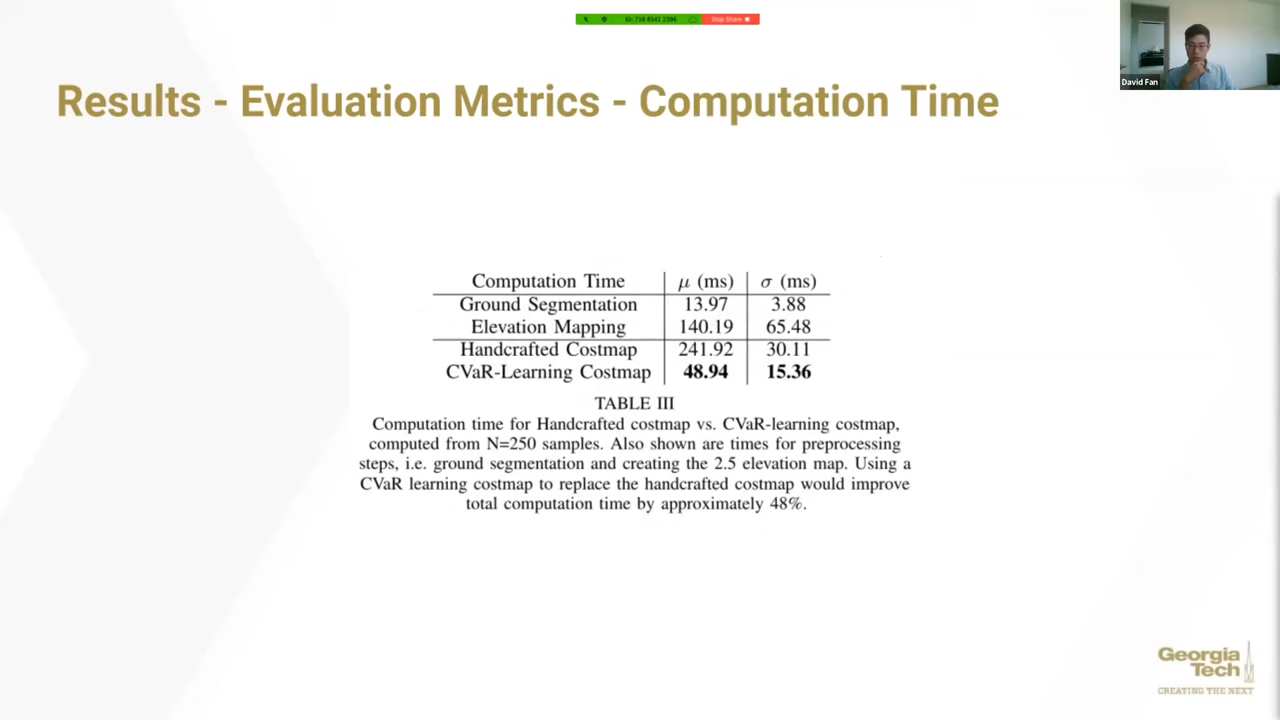 ID: 718 8541 2396 Stop Share
David Fan
Results - Evaluation Metrics - Computation Time
Computation Time μ (ms) σ (ms)
Ground Segmentation 13.97 3.88
Elevation Mapping 140.19 65.48
Handcrafted Costmap 241.92 30.11
CVaR-Learning Costmap 48.94 15.36
TABLE III
Computation time for Handcrafted costmap vs. CVaR-learning costmap,
computed from N=250 samples. Also shown are times for preprocessing
steps, i.e. ground segmentation and creating the 2.5 elevation map. Using a
CVaR learning costmap to replace the handcrafted costmap would improve
total computation time by approximately 48%.
Georgia
Tech
CREATING THE NEXT